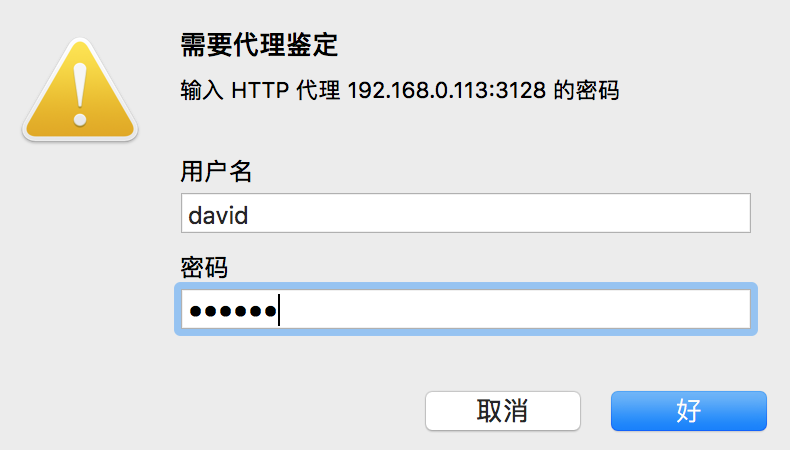 需要代理鉴定
输入 HTTP 代理 192.168.0.113:3128 的密码
用户名
david
密码
••••••
取消
好